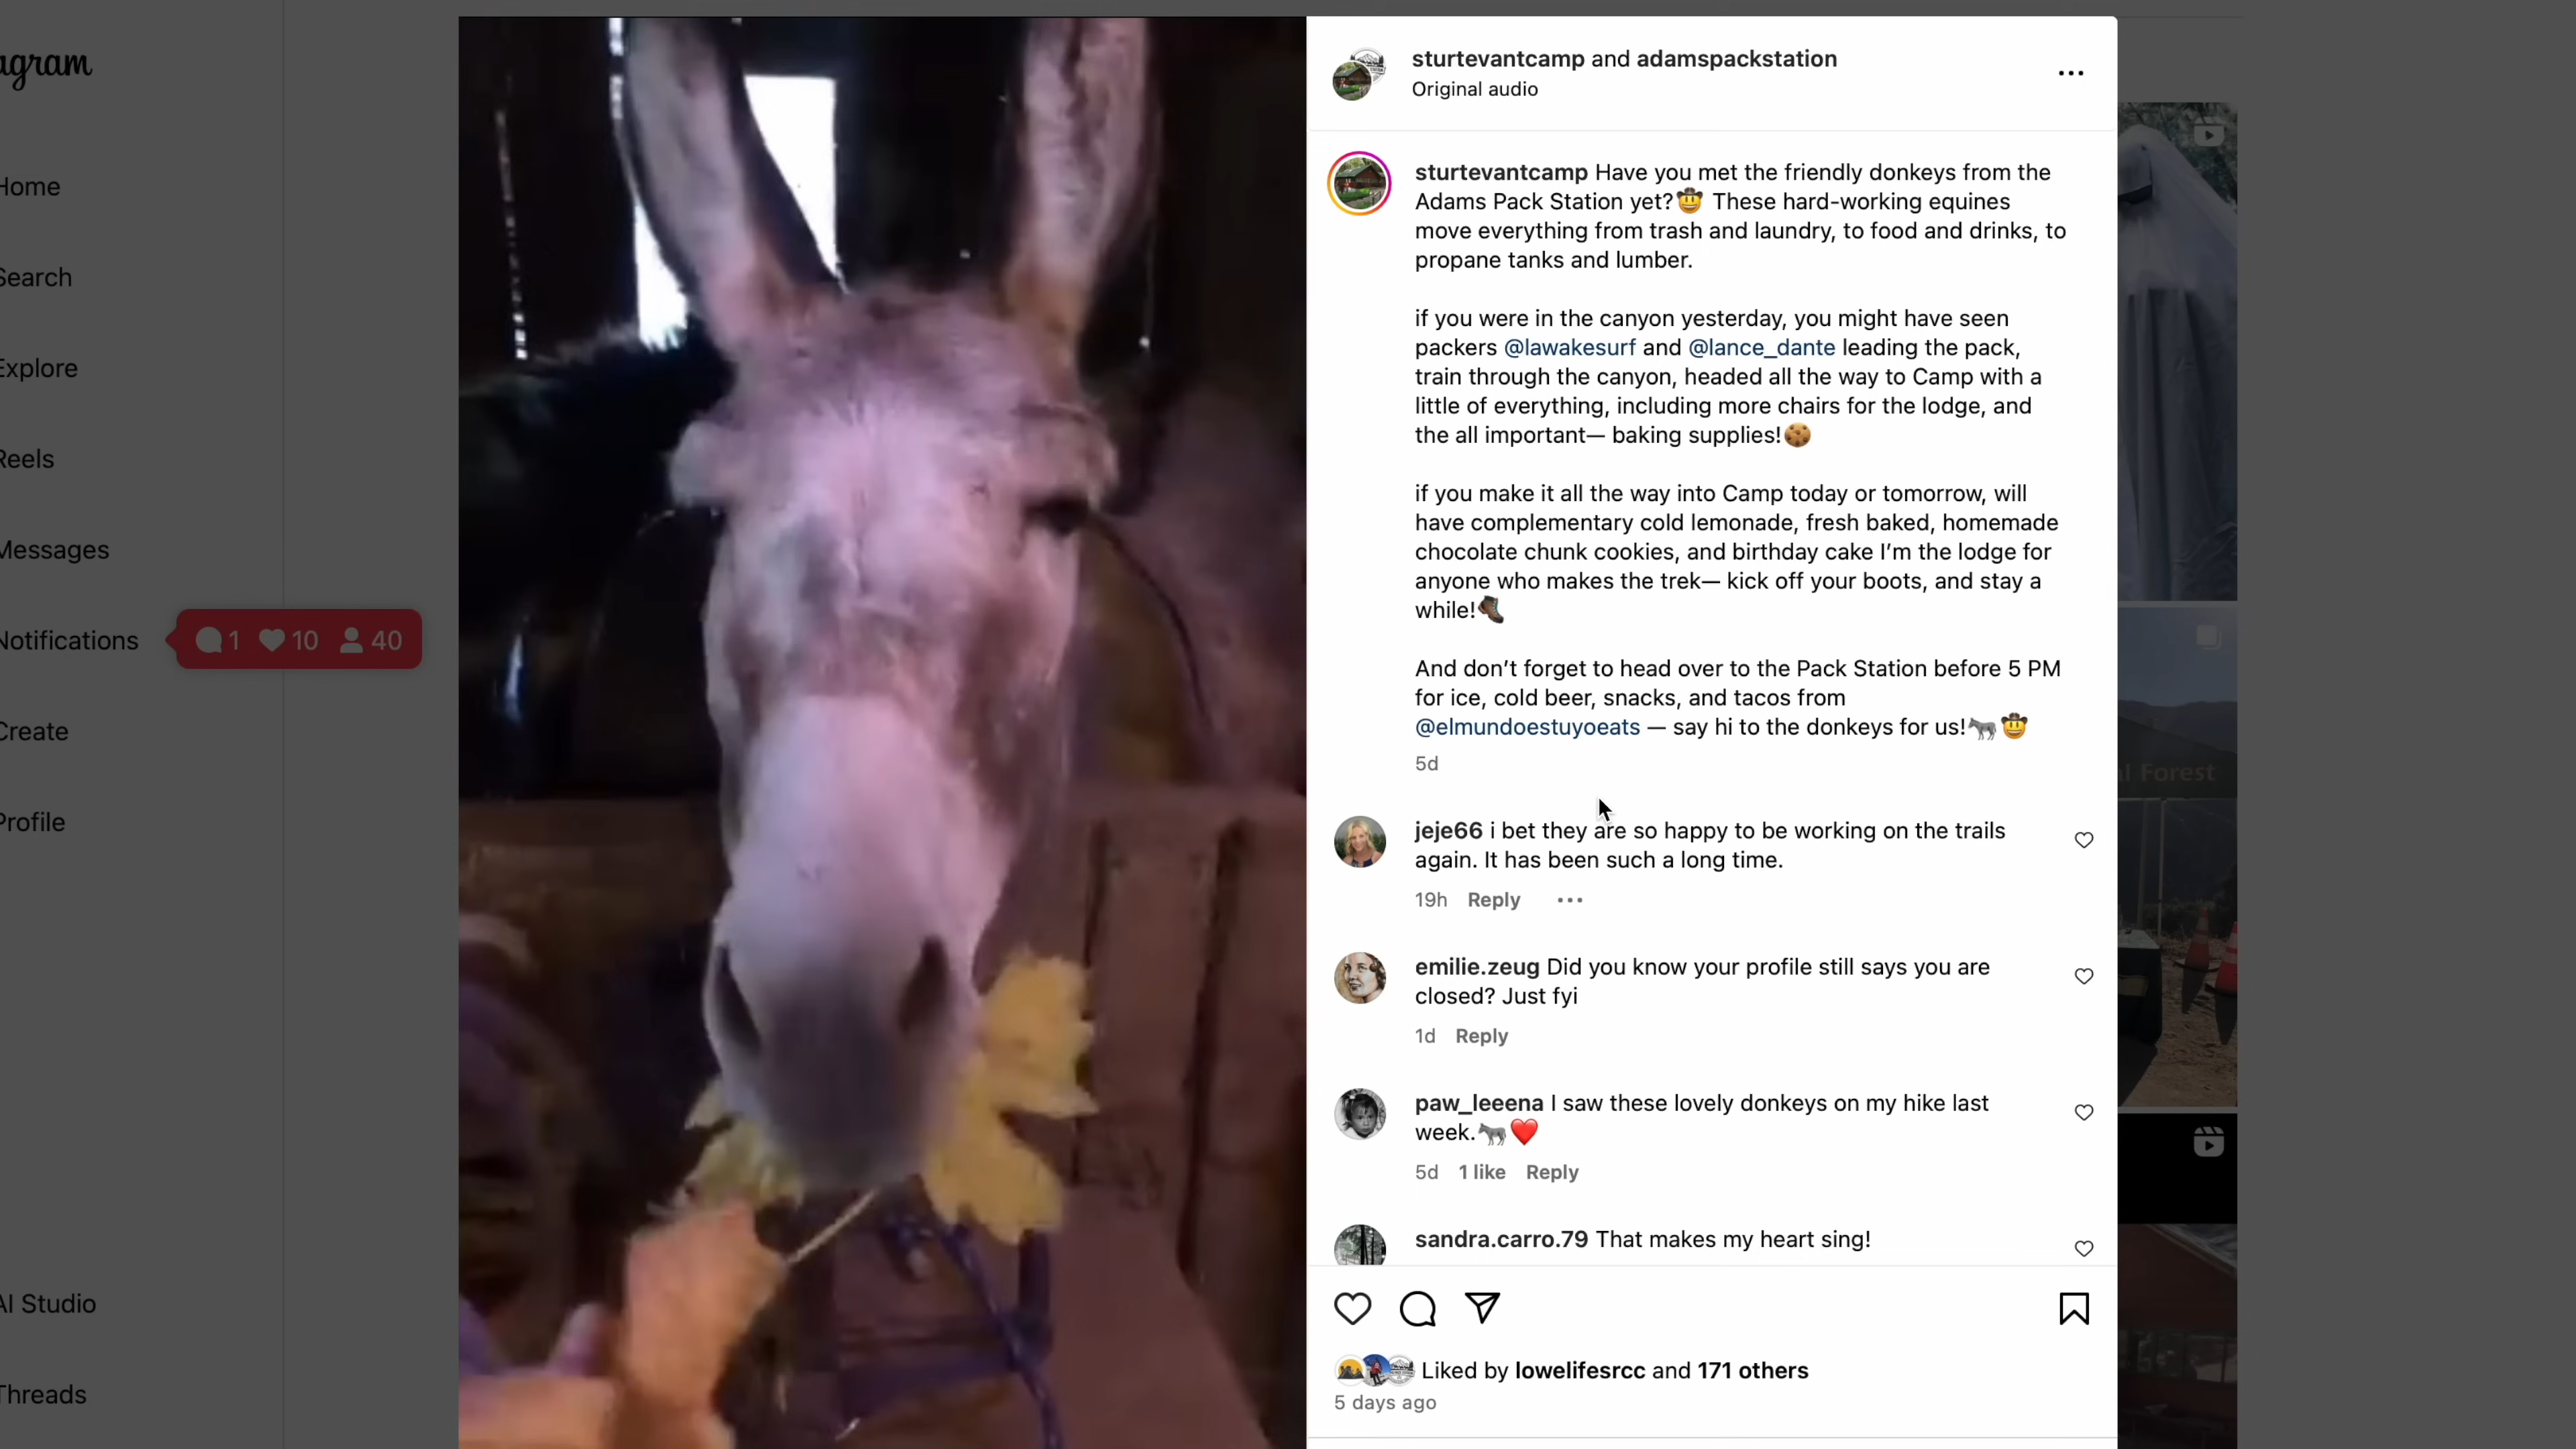 agram
Home
Search
Explore
Reels
Messages
Notifications
1 10 40
Create
Profile
AI Studio
Threads
sturtevantcamp and adamspackstation
Original audio
sturtevantcamp Have you met the friendly donkeys from the
Adams Pack Station yet?🤠 These hard-working equines
move everything from trash and laundry, to food and drinks, to
propane tanks and lumber.
if you were in the canyon yesterday, you might have seen
packers @lawakesurf and @lance_dante leading the pack,
train through the canyon, headed all the way to Camp with a
little of everything, including more chairs for the lodge, and
the all important— baking supplies!🍪
if you make it all the way into Camp today or tomorrow, will
have complementary cold lemonade, fresh baked, homemade
chocolate chunk cookies, and birthday cake I’m the lodge for
anyone who makes the trek— kick off your boots, and stay a
while!🥾
And don’t forget to head over to the Pack Station before 5 PM
for ice, cold beer, snacks, and tacos from
@elmundoestuyoeats — say hi to the donkeys for us!🫏🤠
5d
jeje66 i bet they are so happy to be working on the trails
again. It has been such a long time.
19h Reply •••
emilie.zeug Did you know your profile still says you are
closed? Just fyi
1d Reply
paw_leeena I saw these lovely donkeys on my hike last
week.🫏❤️
5d 1 like Reply
sandra.carro.79 That makes my heart sing!
Liked by lowelifesrcc and 171 others
5 days ago
Forest